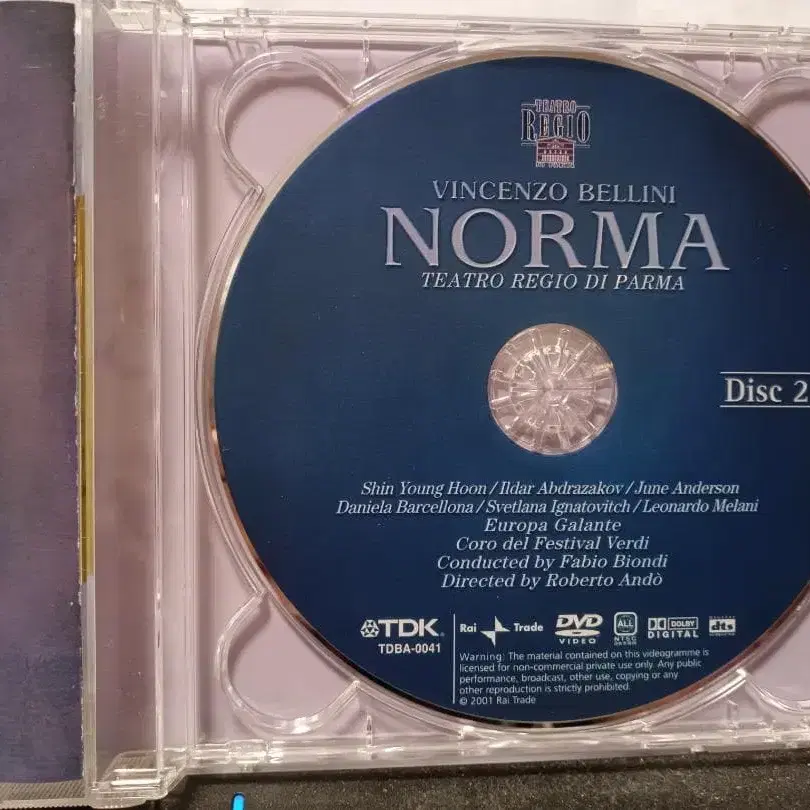 TEATRO
REGIO
VINCENZO BELLINI
NORMA
TEATRO REGIO DI PARMA
Disc 2
Shin Young Hoon / Ildar Abdrazakov / June Anderson
Daniela Barcellona / Svetlana Ignatovitch / Leonardo Melani
Europa Galante
Coro del Festival Verdi
Conducted by Fabio Biondi
Directed by Roberto Andò
TDK
TDBA-0041
Rai Trade
DVD
VIDEO
ALL
NTSC
DOLBY
DIGITAL
dts
Warning: The material contained on this videogramme is
licensed for non-commercial private use only. Any public
performance, broadcast, other use, copying or any
other reproduction is strictly prohibited.
© 2001 Rai Trade